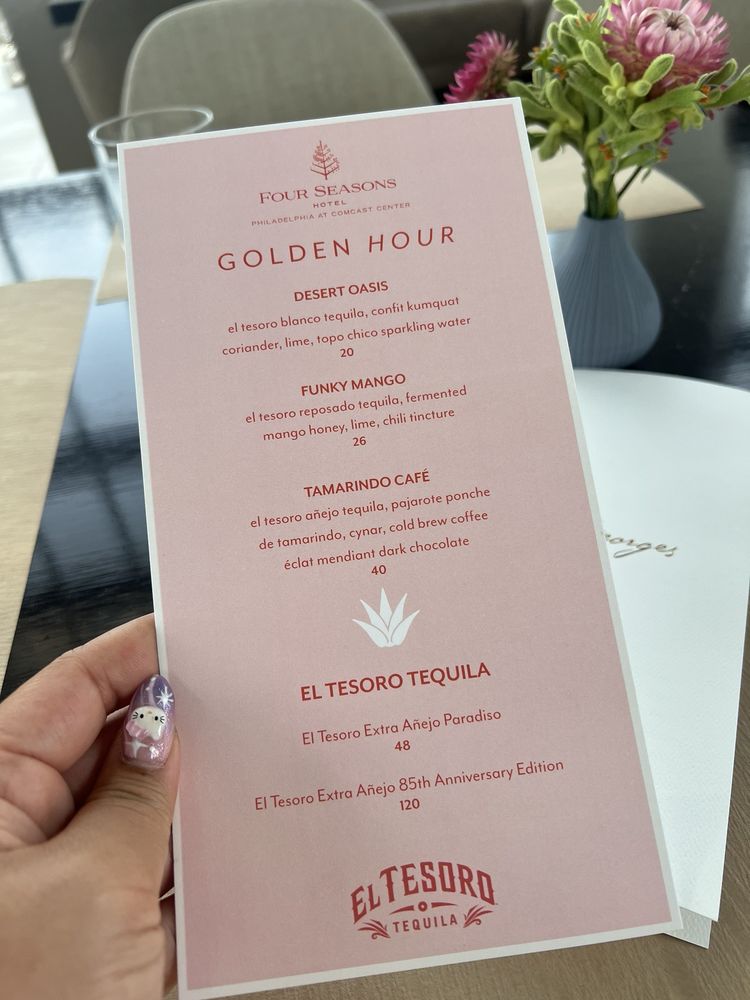 FOUR SEASONS
HOTEL
PHILADELPHIA AT COMCAST CENTER
GOLDEN HOUR
DESERT OASIS
el tesoro blanco tequila, confit kumquat
coriander, lime, topo chico sparkling water
20
FUNKY MANGO
el tesoro reposado tequila, fermented
mango honey, lime, chili tincture
26
TAMARINDO CAFÉ
el tesoro añejo tequila, pajarote ponche
de tamarindo, cynar, cold brew coffee
éclat mendiant dark chocolate
40
EL TESORO TEQUILA
El Tesoro Extra Añejo Paradiso
48
El Tesoro Extra Añejo 85th Anniversary Edition
120
EL TESORO
TEQUILA